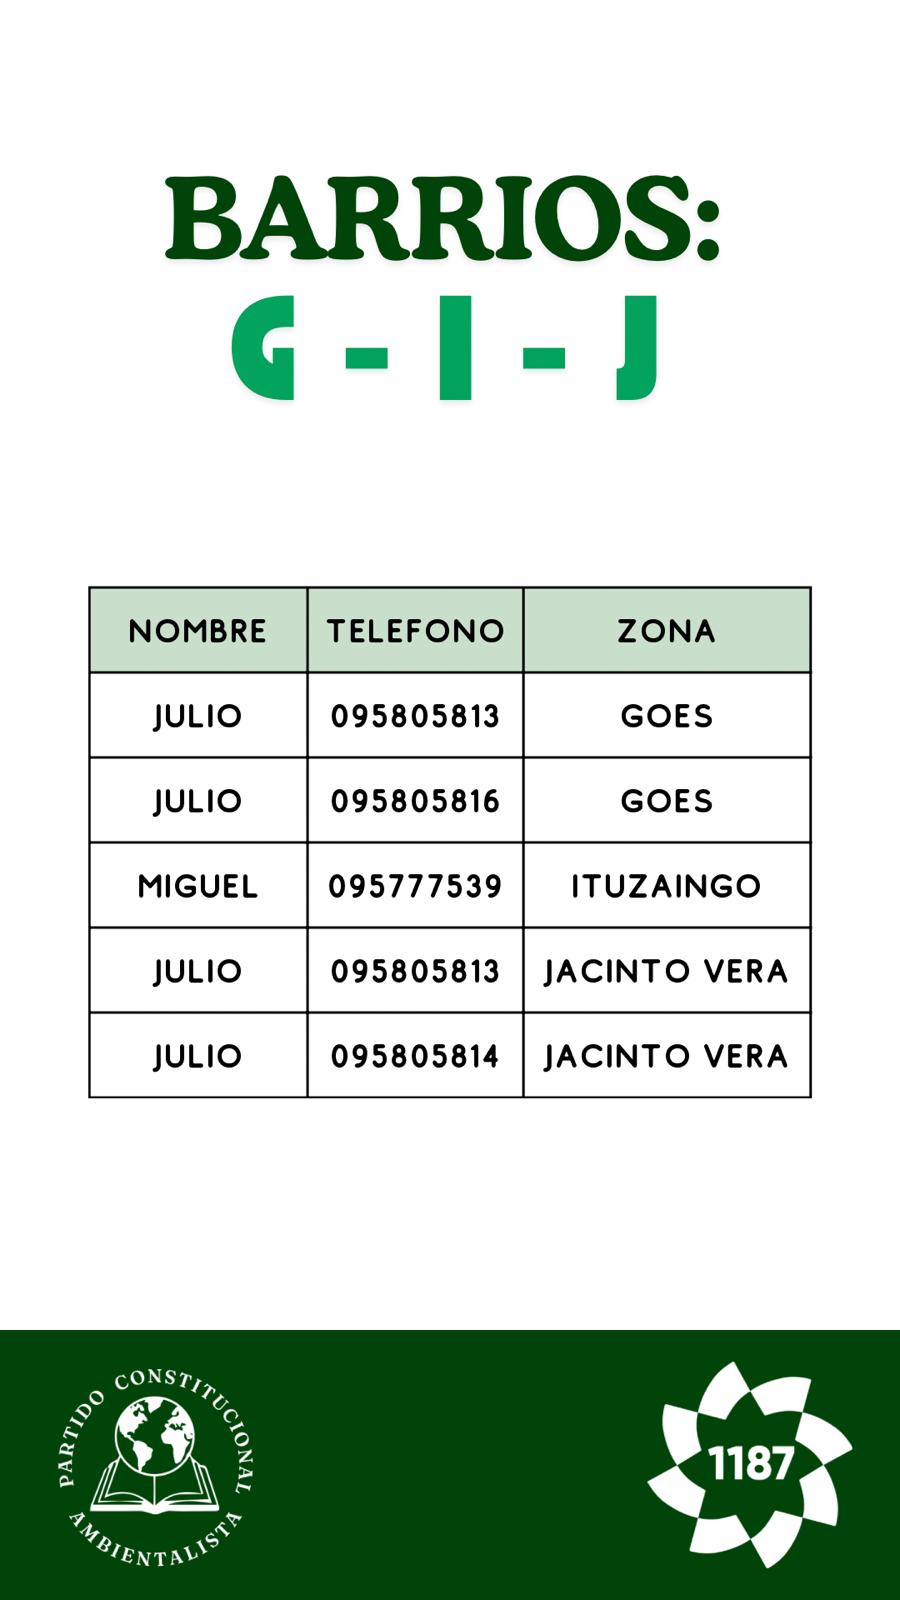 BARRIOS:
G - I - J
NOMBRE TELEFONO ZONA
JULIO 095805813 GOES
JULIO 095805816 GOES
MIGUEL 095777539 ITUZAINGO
JULIO 095805813 JACINTO VERA
JULIO 095805814 JACINTO VERA
PARTIDO CONSTITUCIONAL
AMBIENTALISTA
1187